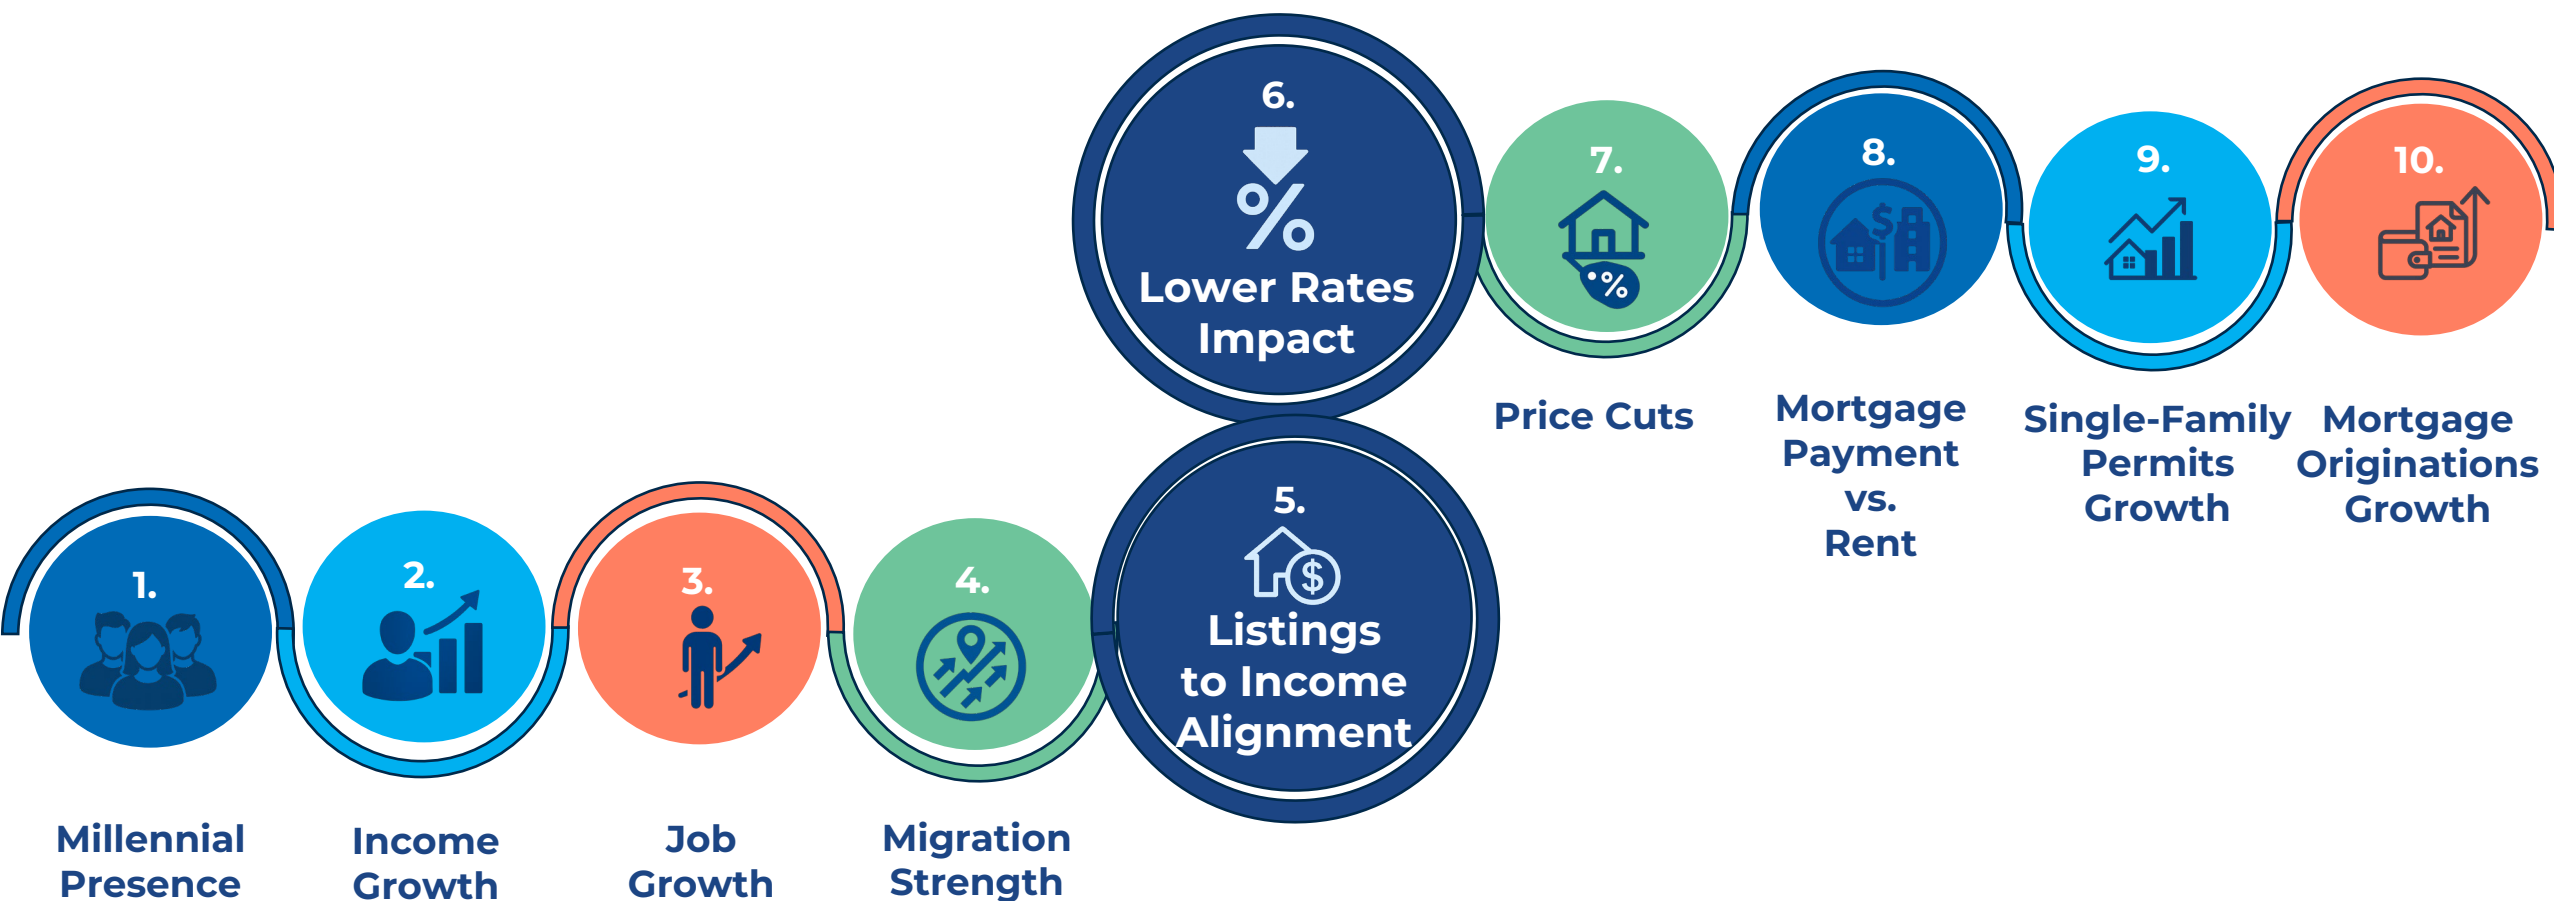 1.
Millennial
Presence
2.
Income
Growth
3.
Job
Growth
4.
Migration
Strength
5.
$
Listings
to Income
Alignment
6.
%
Lower Rates
Impact
7.
%
Price Cuts
8.
$
Mortgage
Payment
vs.
Rent
9.
Single-Family
Permits
Growth
10.
Mortgage
Originations
Growth